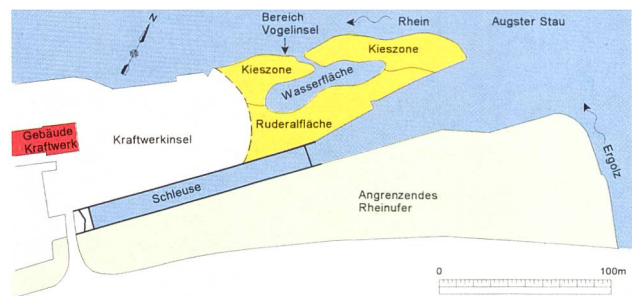 Bereich
Vogelinsel
Rhein
Augster Stau
N
Kieszone
Kieszone
Wasserfläche
Ruderalfläche
Gebäude
Kraftwerk
Kraftwerkinsel
Schleuse
Ergolz
Angrenzendes
Rheinufer
0
100m